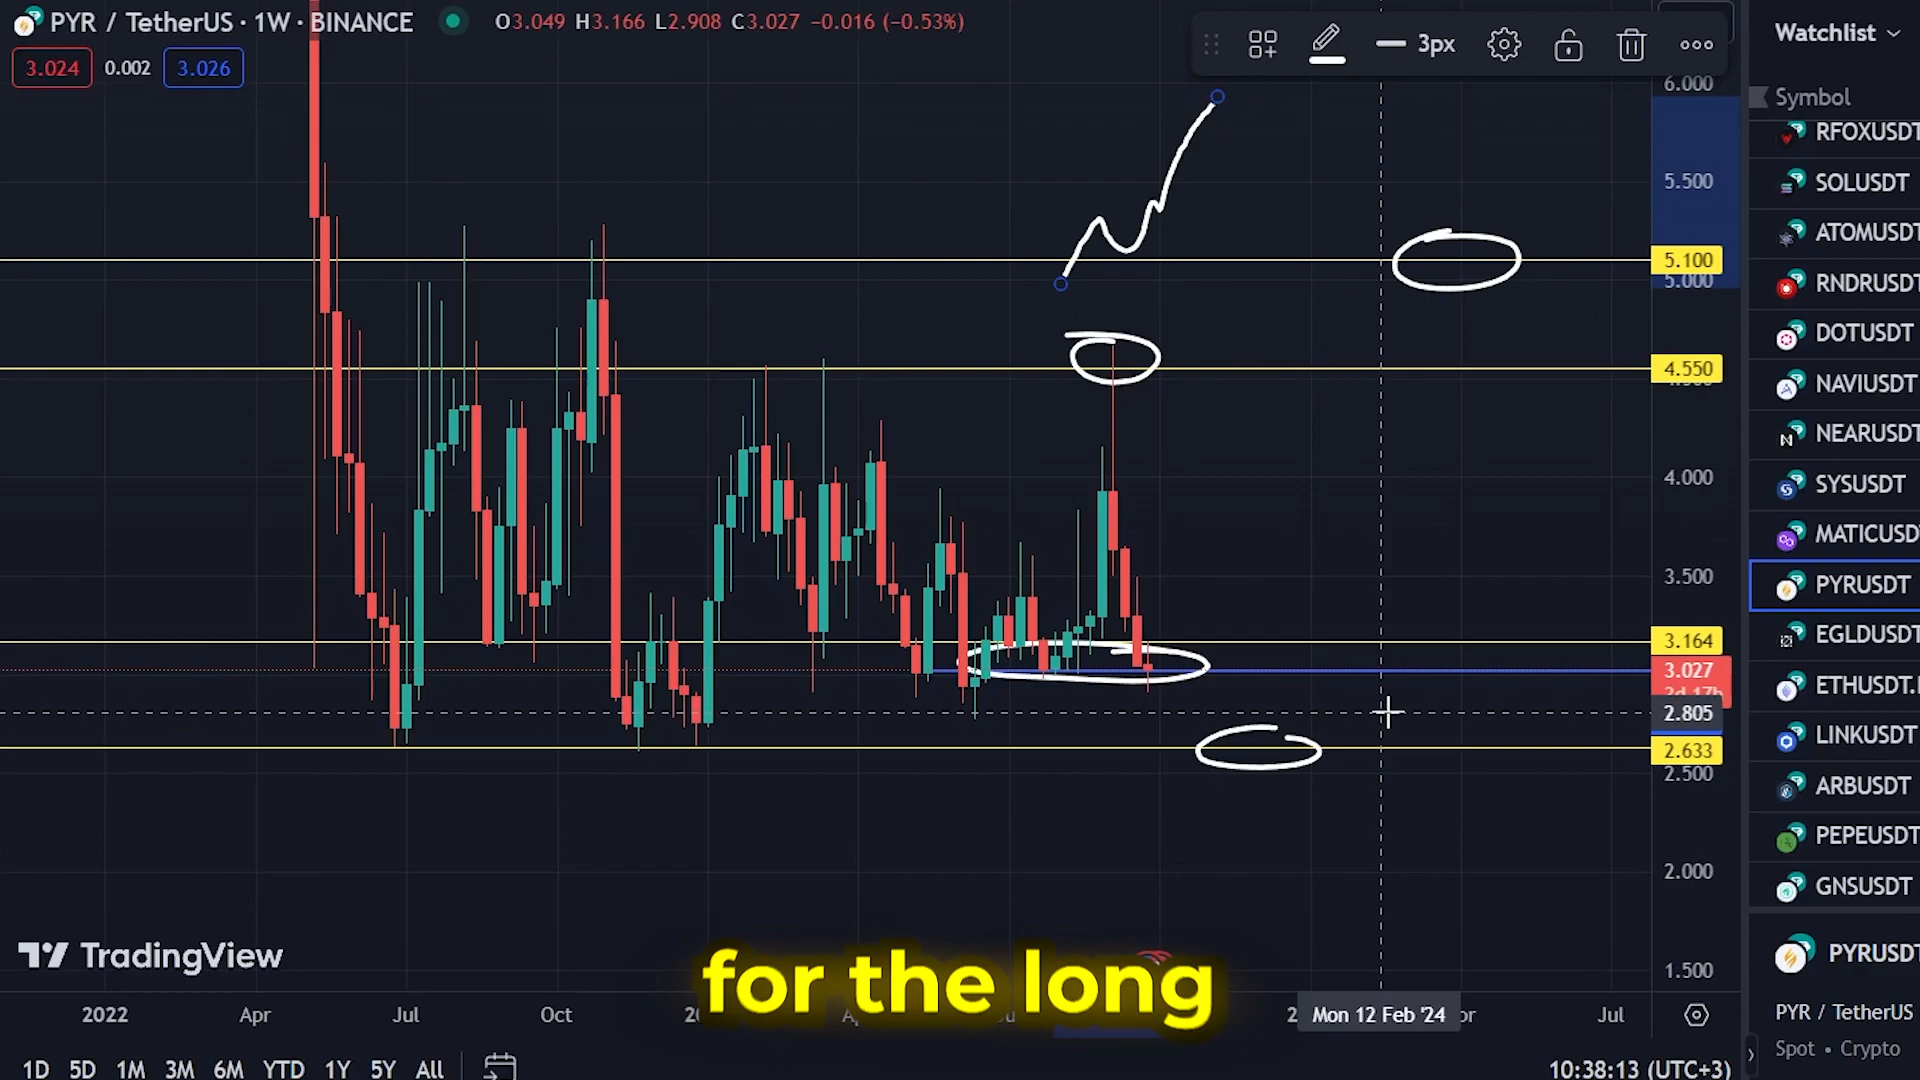 PYR / TetherUS · 1W · BINANCE O3.049 H3.166 L2.908 C3.027 −0.016 (−0.53%)
3.024 0.002 3.026
3px
Watchlist
Symbol
RFOXUSDT
SOLUSDT
ATOMUSDT
RNDRUSDT
DOTUSDT
NAVIUSDT
NEARUSDT
SYSUSDT
MATICUSD
PYRUSDT
EGLDUSDT
ETHUSDT.
LINKUSDT
ARBUSDT
PEPEUSDT
GNSUSDT
PYRUSDT
PYR / TetherUS
Spot • Crypto
6.000
5.500
5.100
5.000
4.550
4.000
3.500
3.164
3.027
2.805
2.633
2.500
2.000
1.500
TradingView
for the long
2022 Apr Jul Oct Mon 12 Feb '24 Jul
1D 5D 1M 3M 6M YTD 1Y 5Y All
10:38:13 (UTC+3)